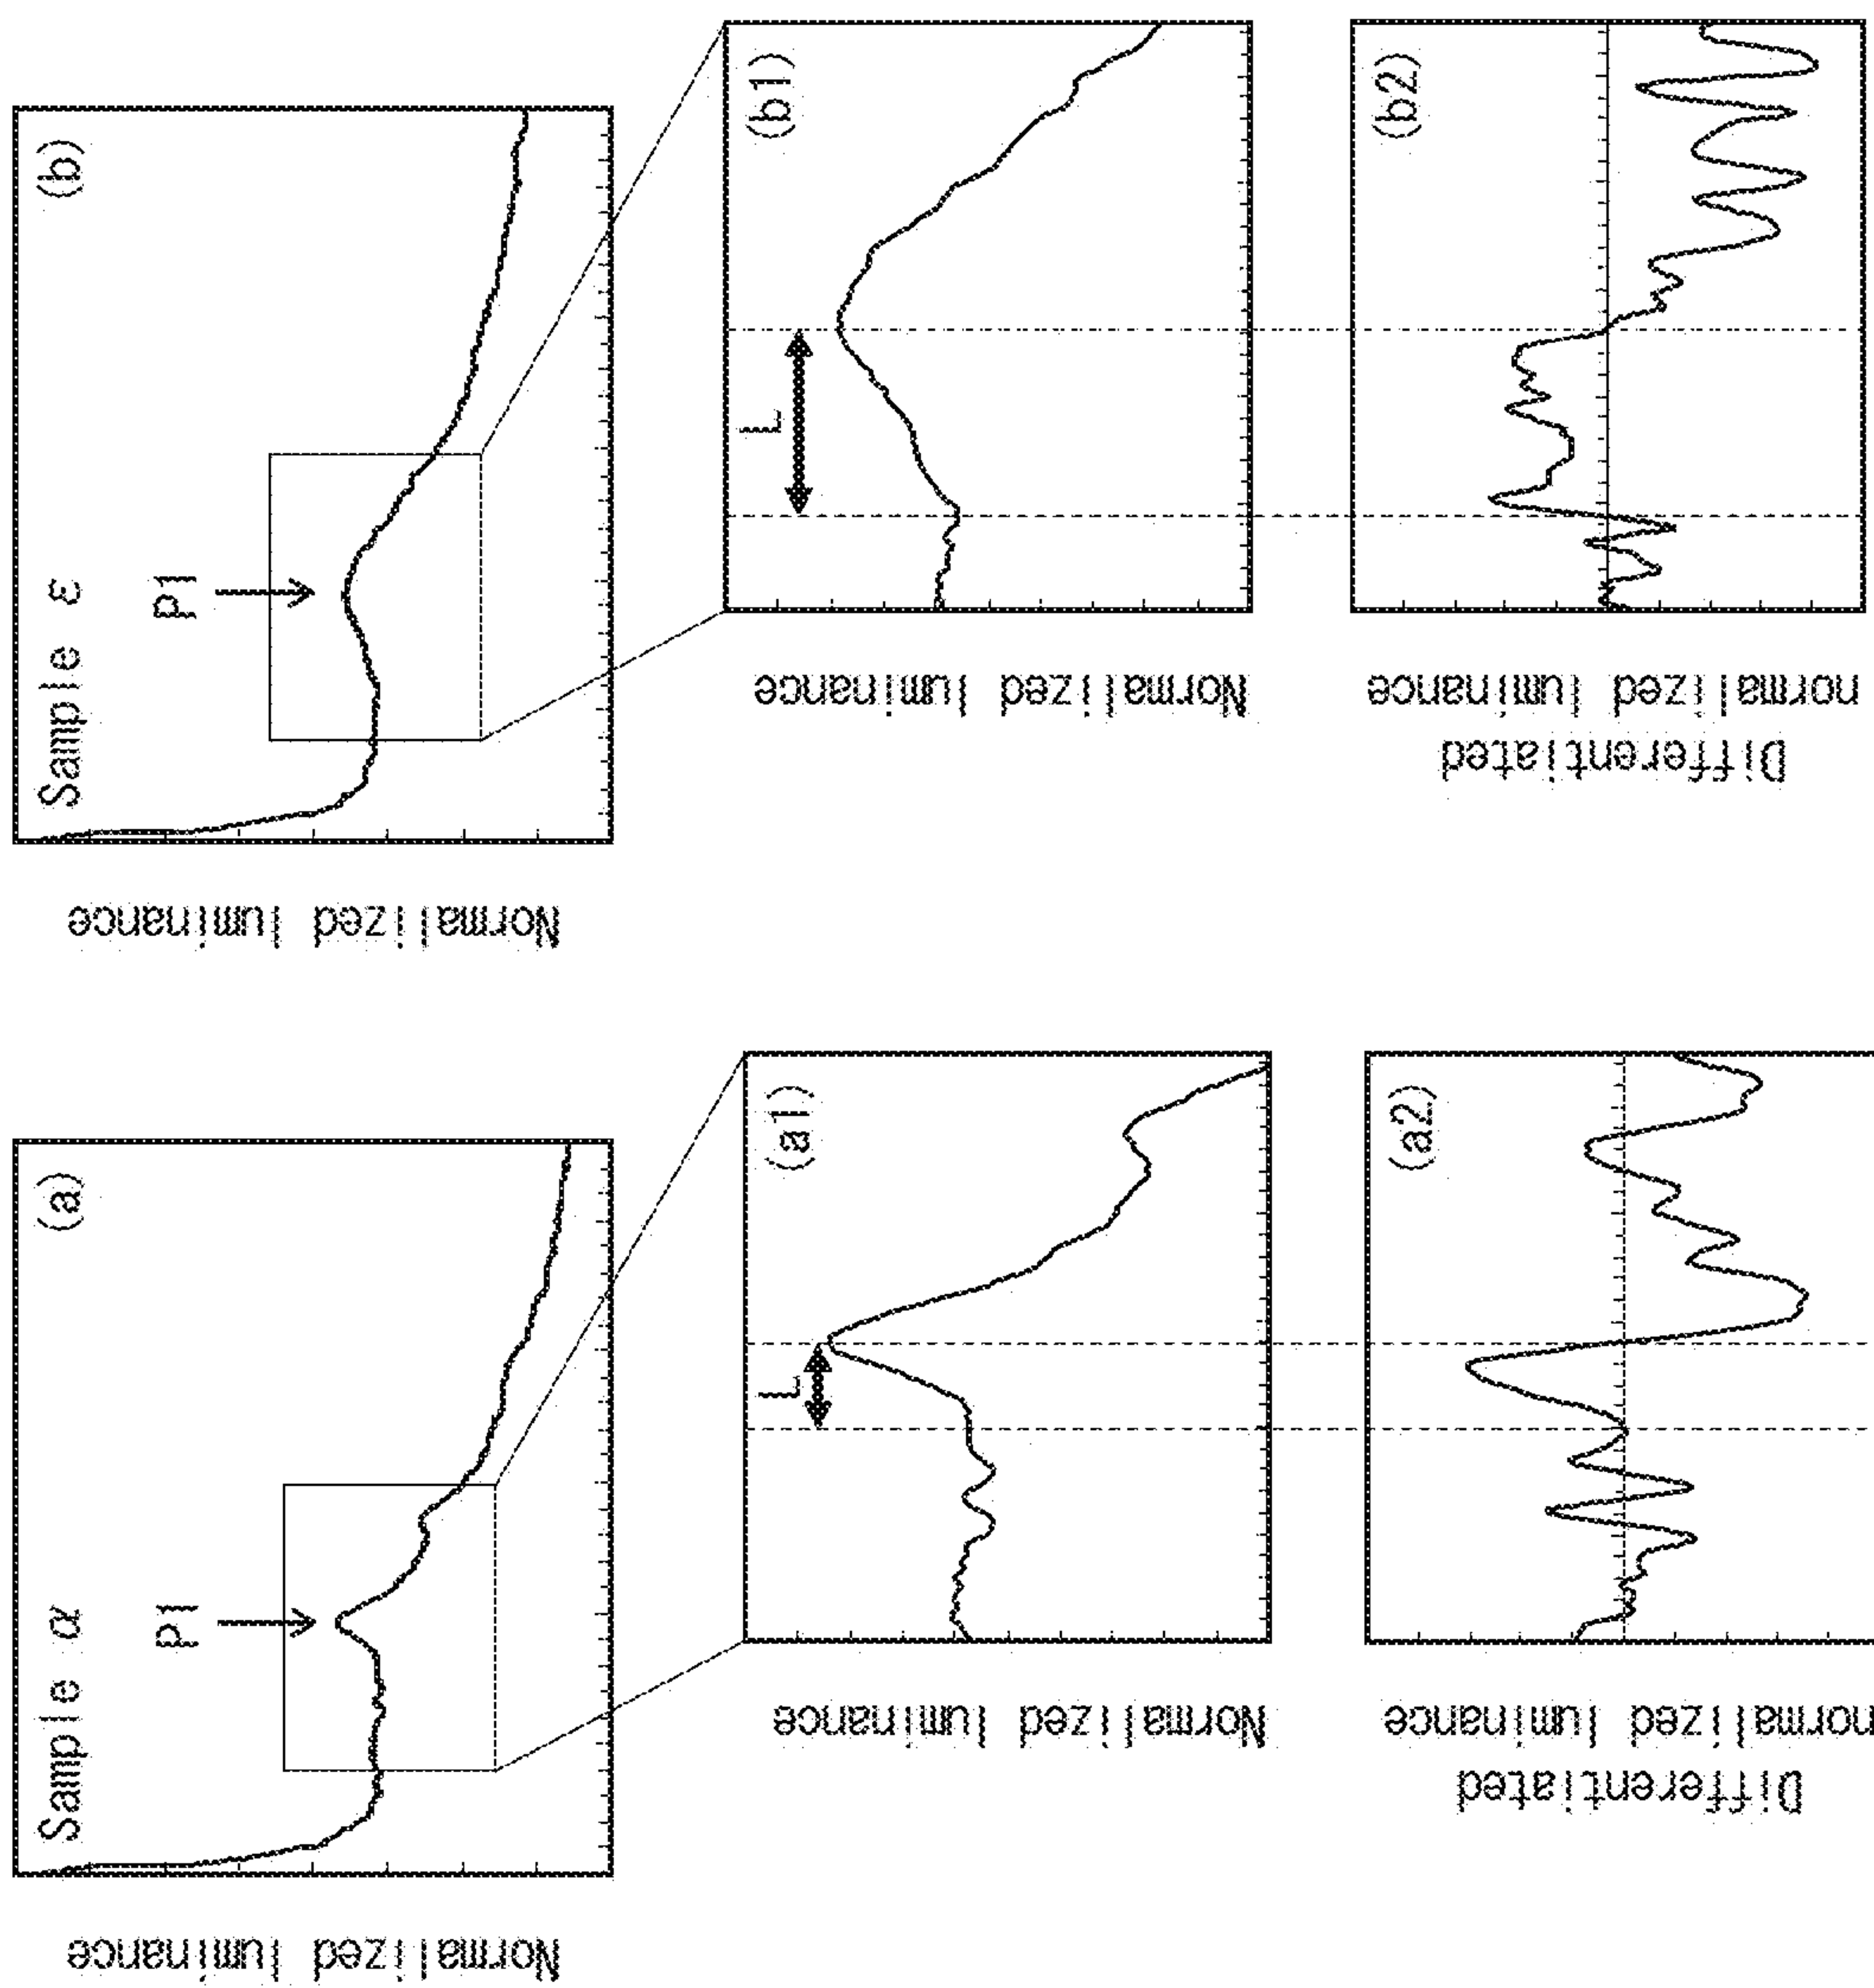 Sample α
(a)
P1
Normalized luminance
(a1)
L
Normalized luminance
(a2)
Differentiated
normalized luminance
Sample ε
(b)
P1
Normalized luminance
(b1)
L
Normalized luminance
(b2)
Differentiated
normalized luminance